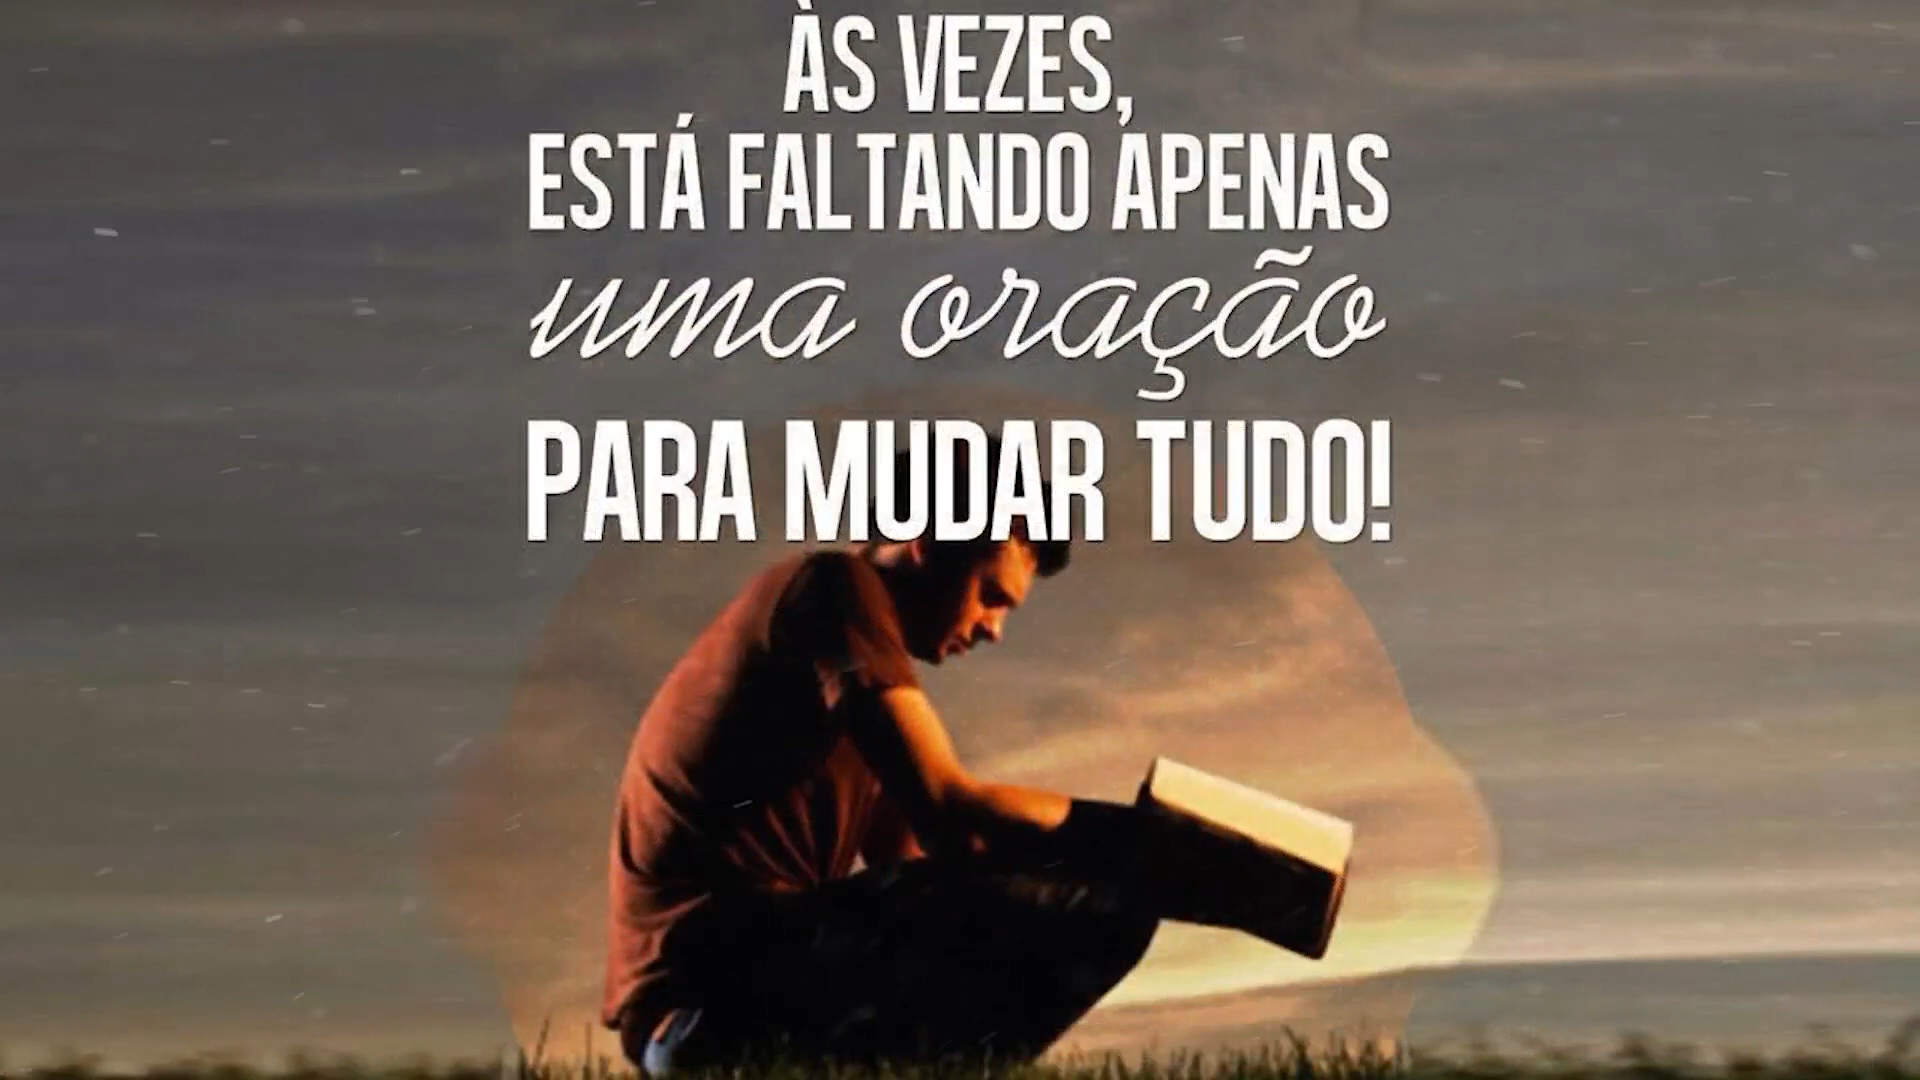 ÀS VEZES,
ESTÁ FALTANDO APENAS
uma oração
PARA MUDAR TUDO!